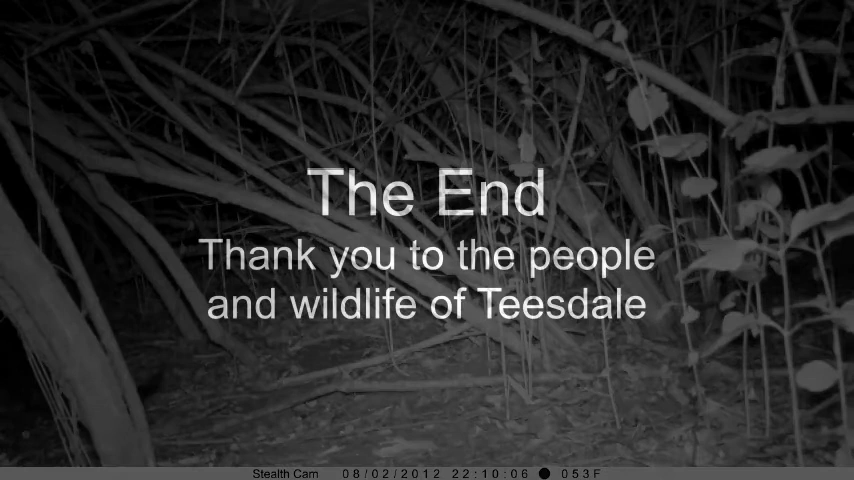 The End
Thank you to the people
and wildlife of Teesdale
Stealth Cam 08/02/2012 22:10:06 053F